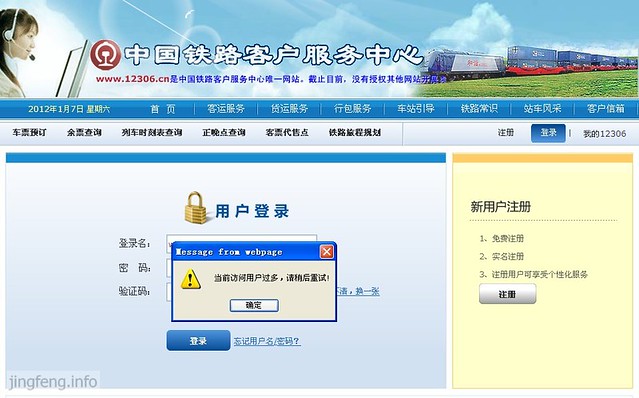 中国铁路客户服务中心
www.12306.cn是中国铁路客户服务中心唯一网站。截止目前，没有授权其他网站开展
2012年1月7日 星期六 首 页 客运服务 货运服务 行包服务 车站引导 铁路常识 站车风采 客户信箱
车票预订 余票查询 列车时刻表查询 正晚点查询 客票代售点 铁路旅程规划 注册 登录 | 我的12306
用户登录
登录名：
Message from webpage
密 码：
当前访问用户过多，请稍后重试!
验证码：
清，换一张
确定
登录 忘记用户名/密码?
新用户注册
1、免费注册
2、实名注册
3、注册用户可享受个性化服务
注册
jingfeng.info